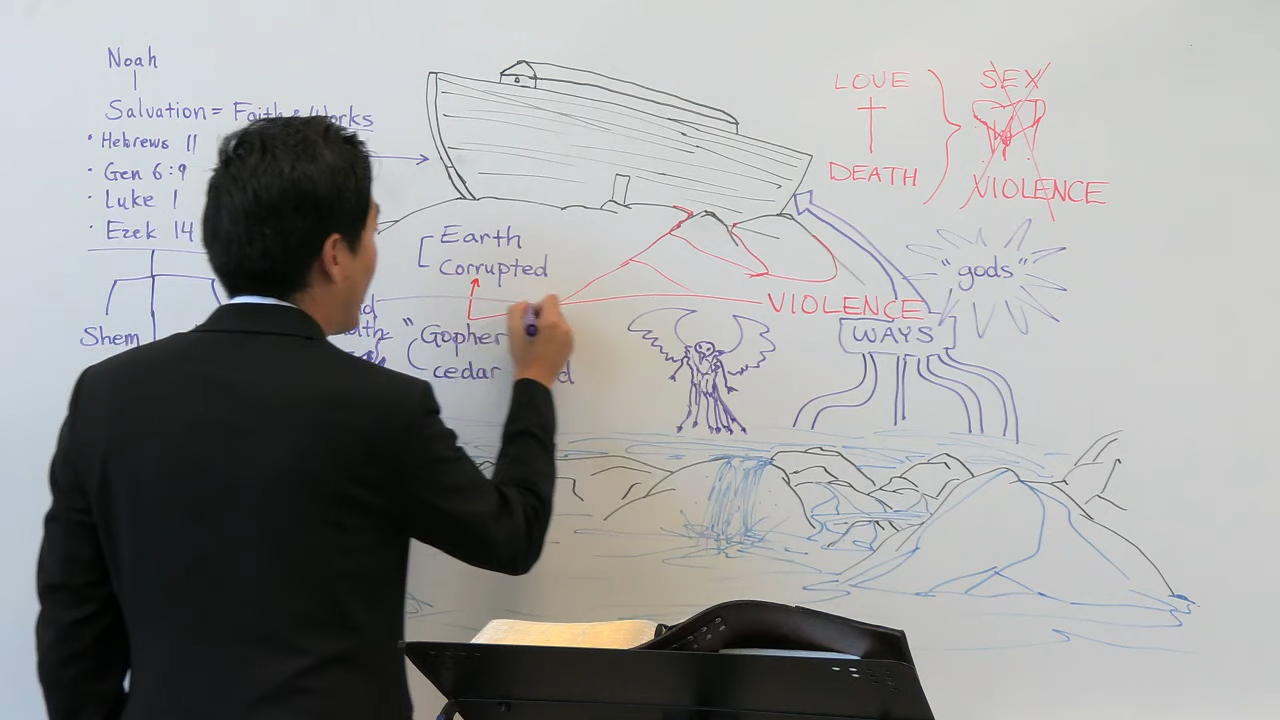 Noah
Salvation = Faith & Works
• Hebrews 11
• Gen 6:9
• Luke 1
• Ezek 14
Shem
Earth
Corrupted
"Gopher
cedar
LOVE
DEATH
SEX
VIOLENCE
"gods"
VIOLENCE
WAYS